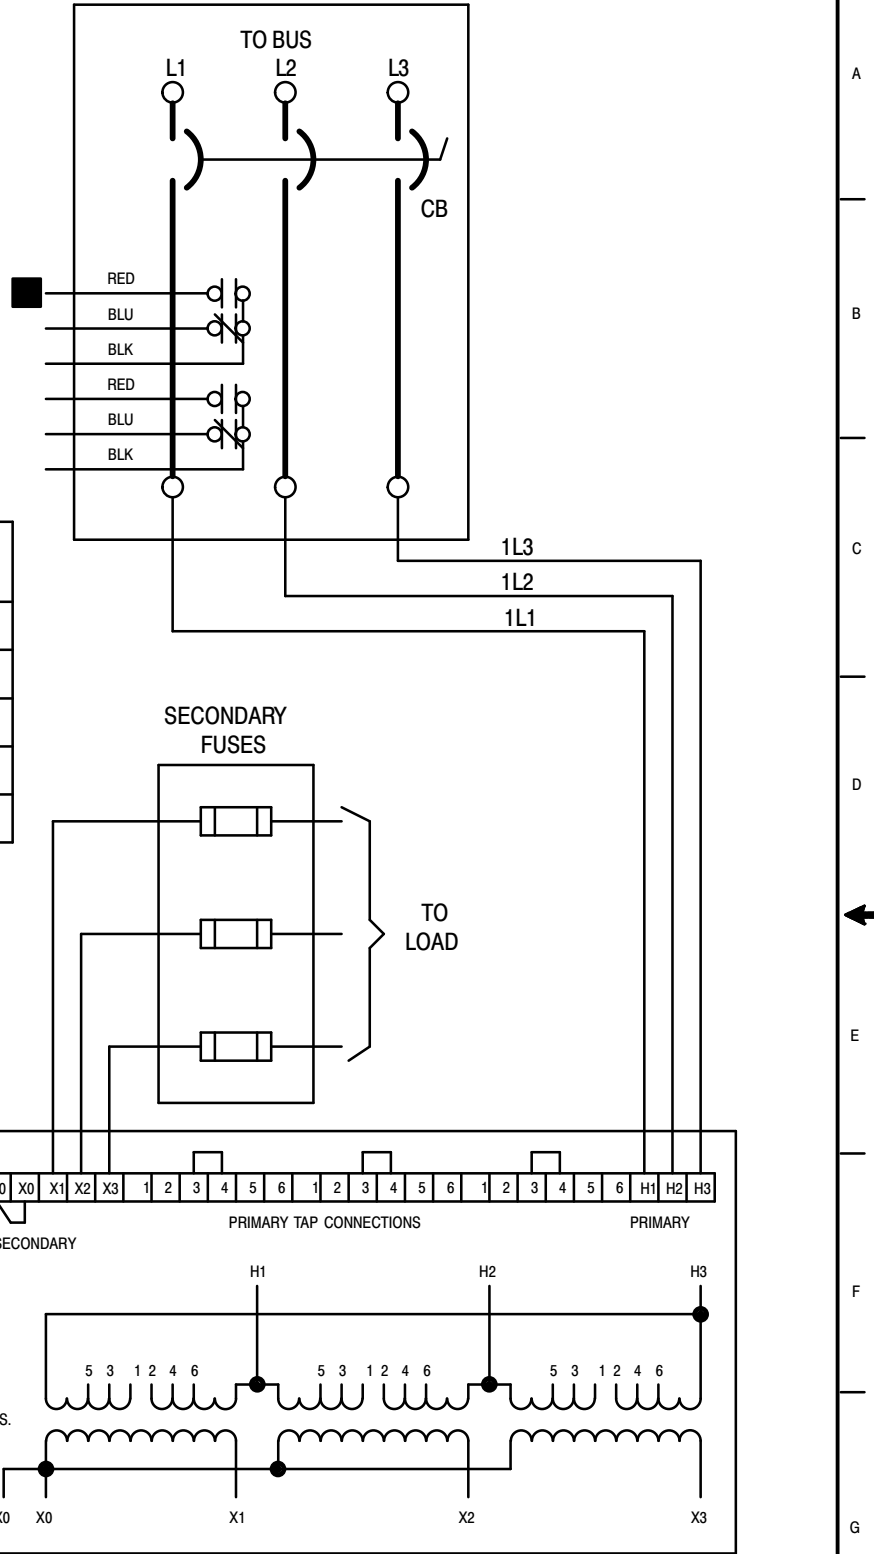 TO BUS
L1 L2 L3
A
CB
RED
BLU
BLK
B
RED
BLU
BLK
1L3
C
1L2
1L1
SECONDARY
FUSES
D
TO
LOAD
E
0 X0 X1 X2 X3 1 2 3 4 5 6 1 2 3 4 5 6 1 2 3 4 5 6 H1 H2 H3
PRIMARY TAP CONNECTIONS PRIMARY
SECONDARY
H1 H2 H3
F
5 3 1 2 4 6 5 3 1 2 4 6 5 3 1 2 4 6
S.
X0 X0 X1 X2 X3
G